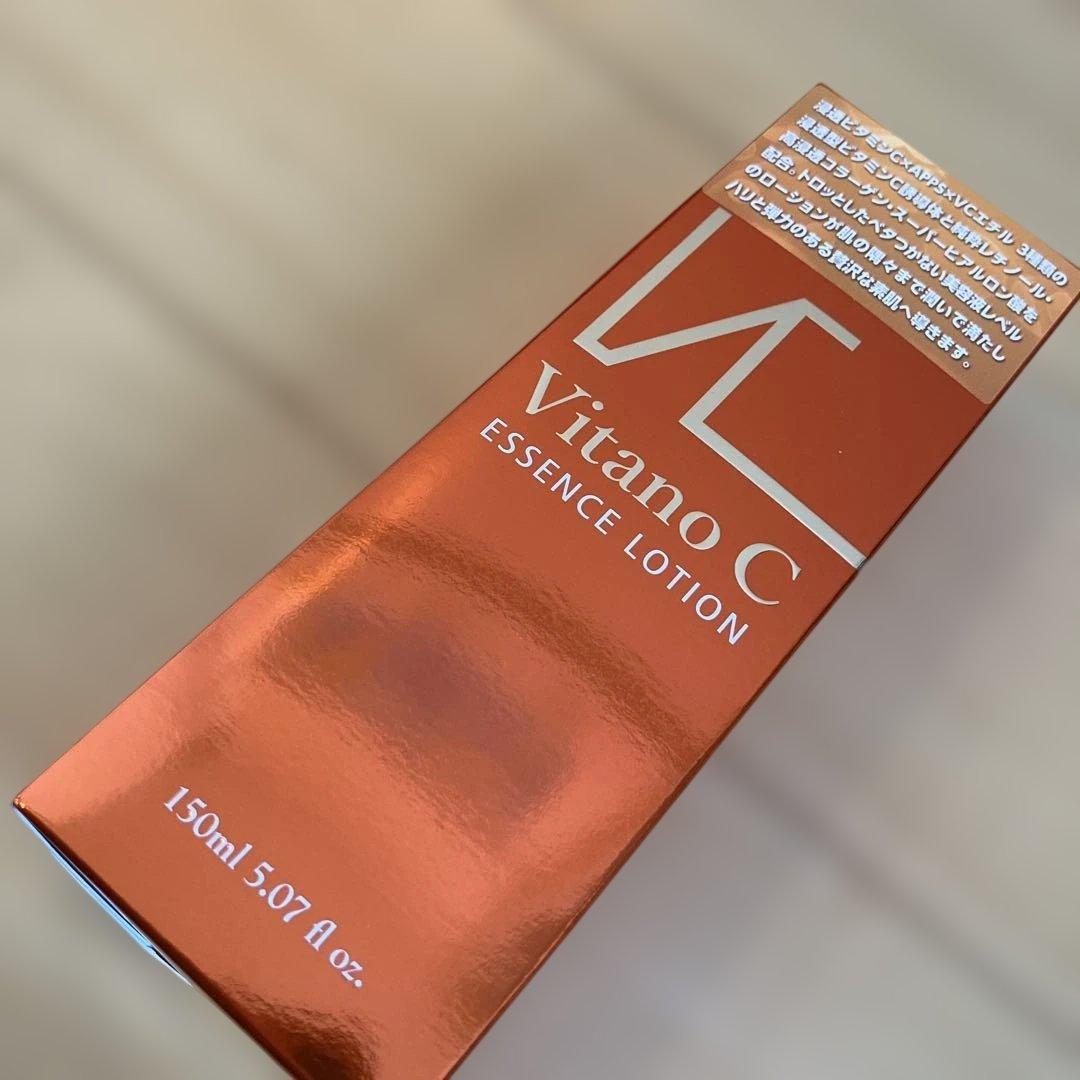 浸透ビタミンC×APPS×VCエチル 3種類の
浸透型ビタミンC誘導体と純粋レチノール・
高浸透コラーゲン・スーパーヒアルロン酸を
配合。トロッとしたベタつかない美容液レベル
のローションが肌の隅々まで潤いで満たし
ハリと弾力のある贅沢な素肌へ導きます。
VC
Vitano C
ESSENCE LOTION
150ml 5.07 fl oz.